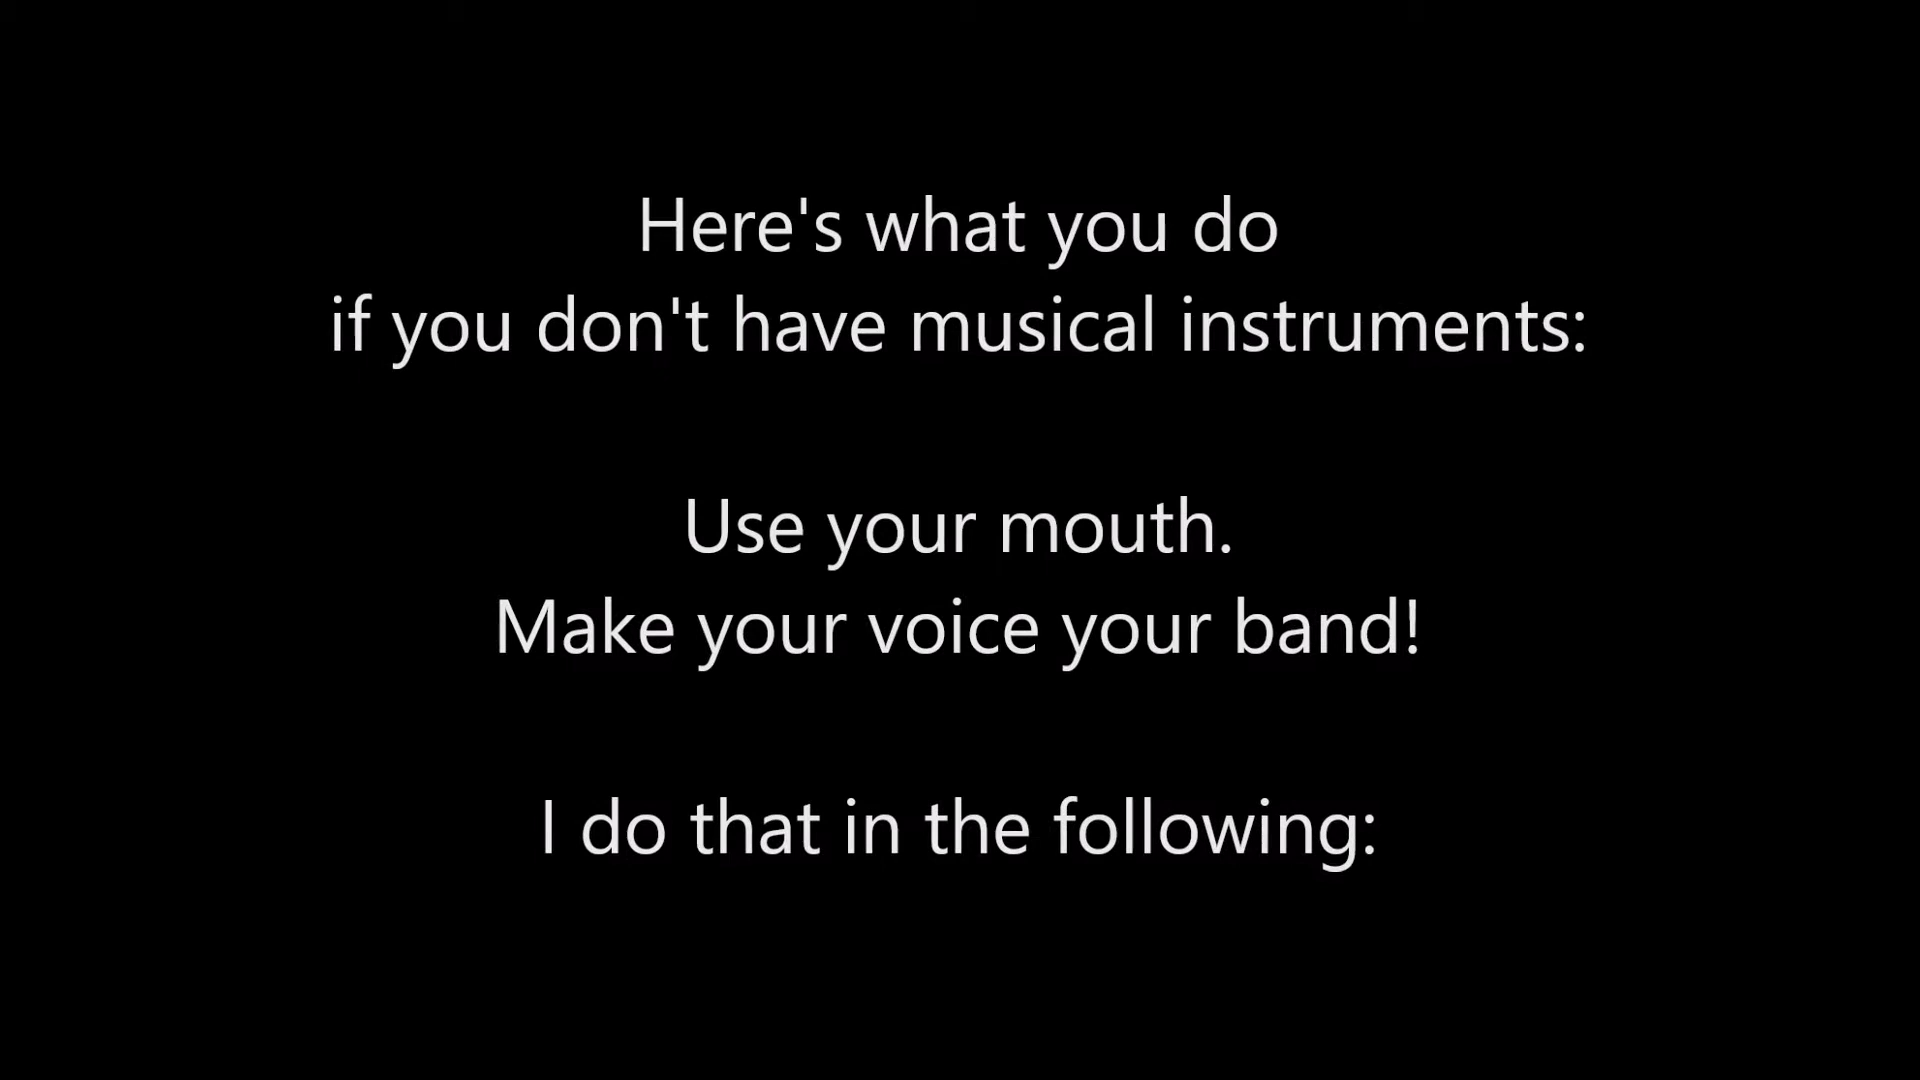 Here's what you do
if you don't have musical instruments:
Use your mouth.
Make your voice your band!
I do that in the following: